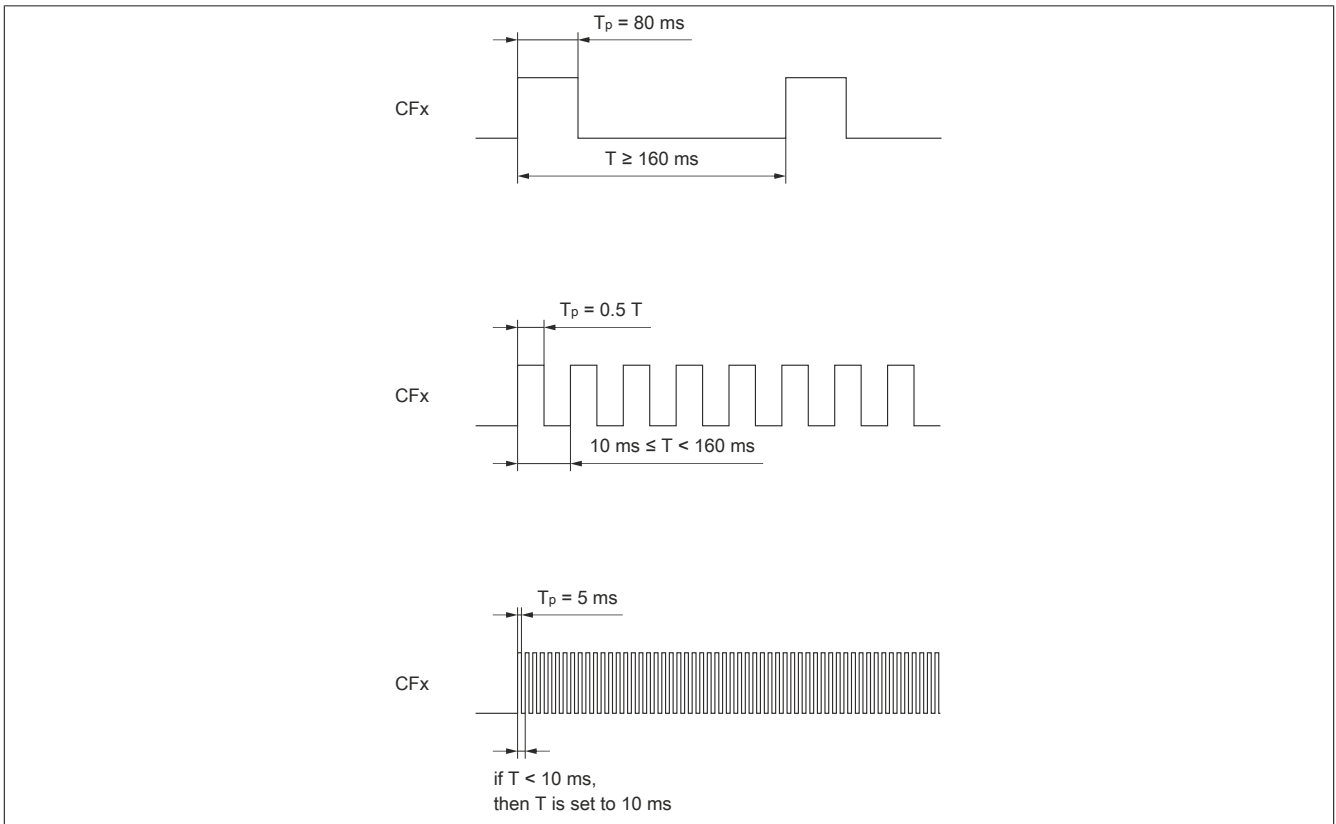 Tp = 80 ms
CFx
T ≥ 160 ms
Tp = 0.5 T
CFx
10 ms ≤ T < 160 ms
Tp = 5 ms
CFx
if T < 10 ms,
then T is set to 10 ms